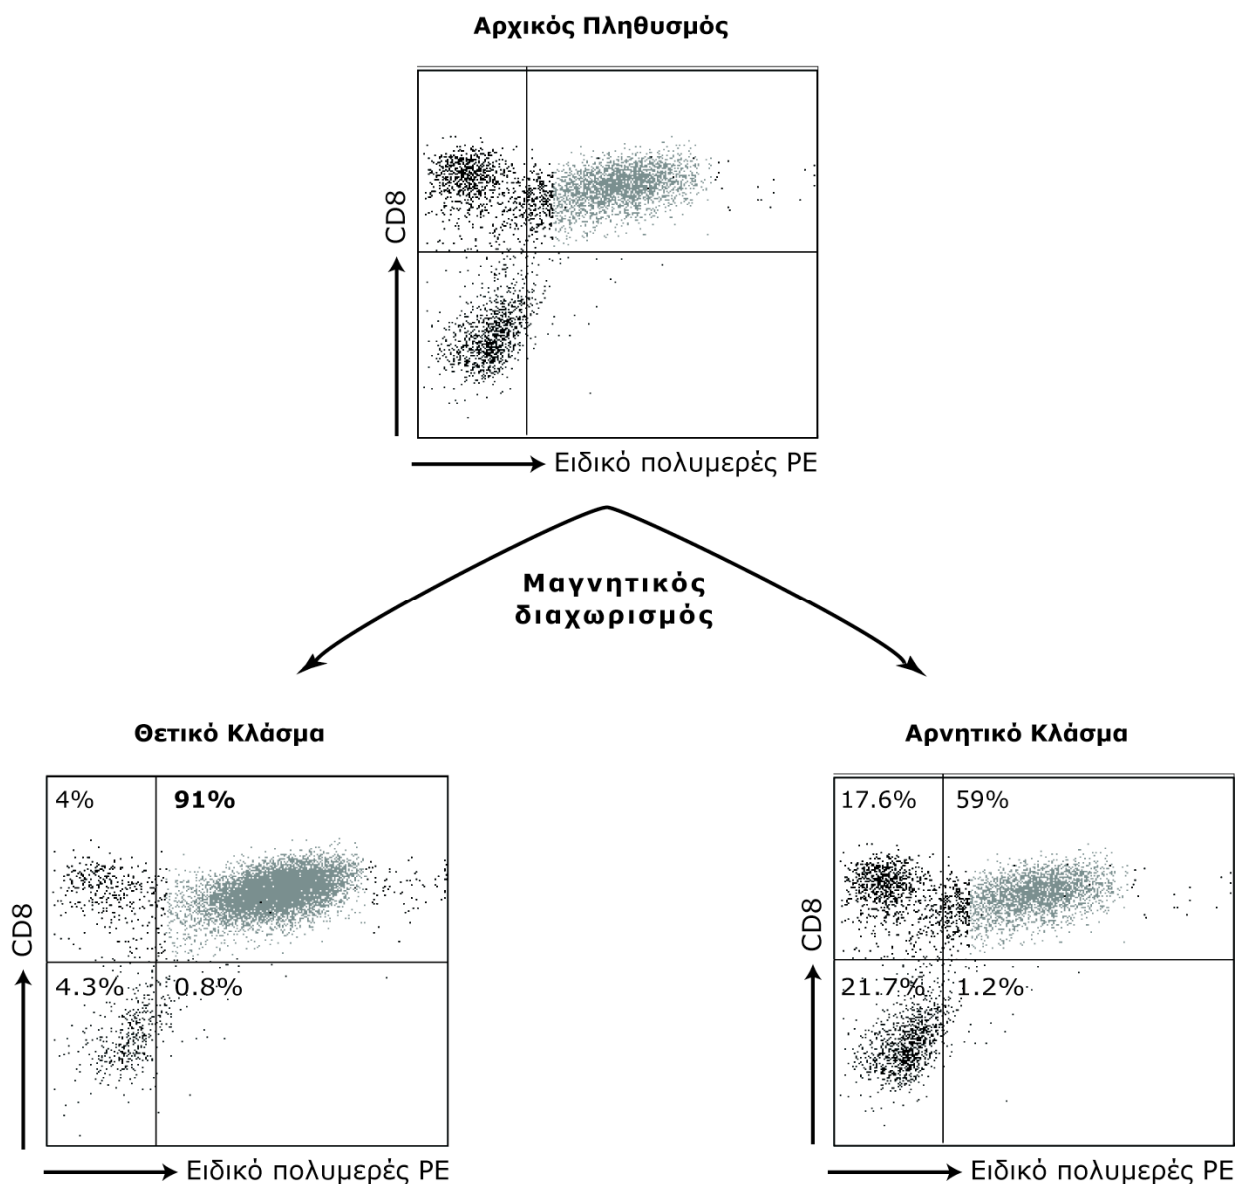 Αρχικός Πληθυσμός
CD8
Ειδικό πολυμερές PE
Μαγνητικός
διαχωρισμός
Θετικό Κλάσμα
4% 91%
4.3% 0.8%
CD8
Ειδικό πολυμερές PE
Αρνητικό Κλάσμα
17.6% 59%
21.7% 1.2%
CD8
Ειδικό πολυμερές PE